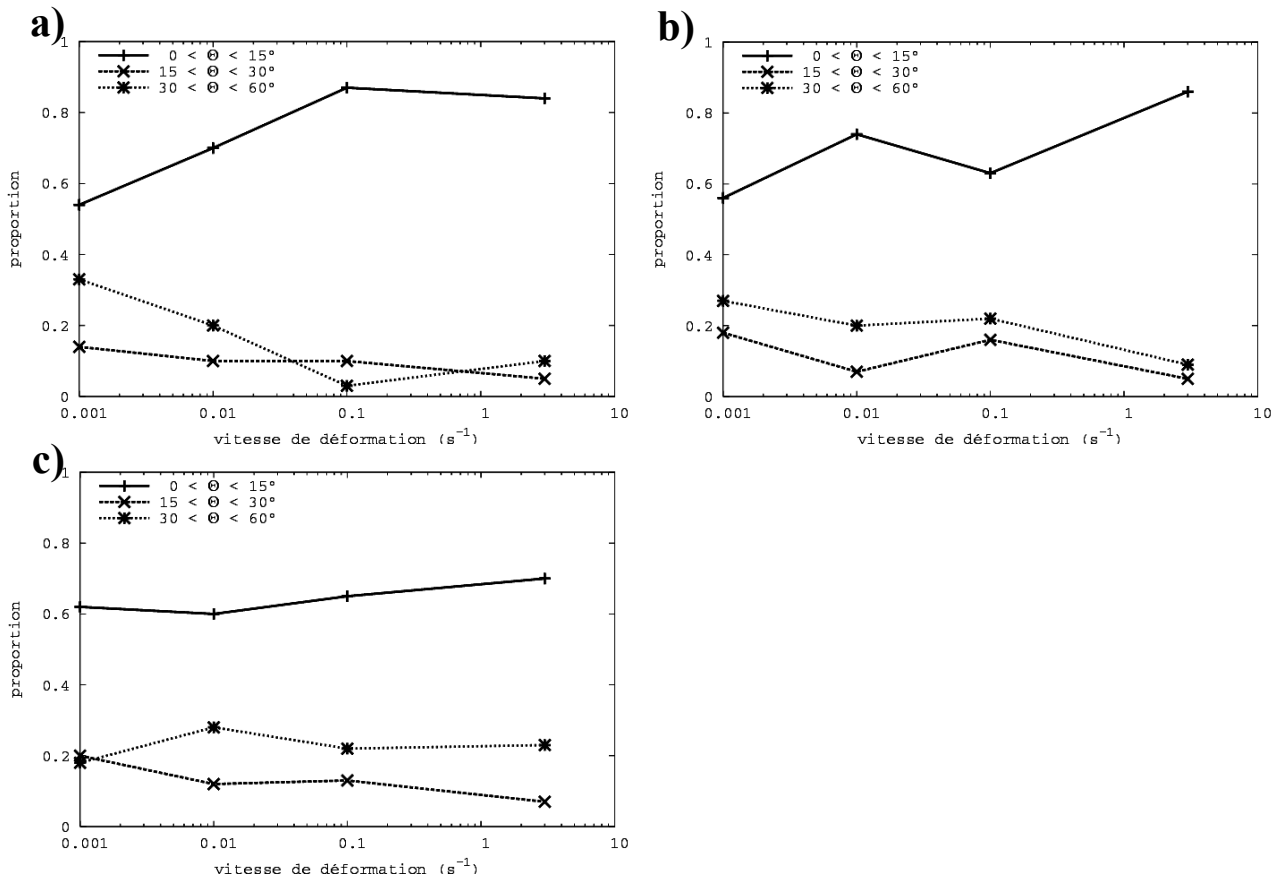 a)
1
0.8
0.6
0.4
0.2
0
proportion
0 < Θ < 15°
15 < Θ < 30°
30 < Θ < 60°
0.001 0.01 0.1 1 10
vitesse de déformation (s⁻¹)
b)
1
0.8
0.6
0.4
0.2
0
proportion
0 < Θ < 15°
15 < Θ < 30°
30 < Θ < 60°
0.001 0.01 0.1 1 10
vitesse de déformation (s⁻¹)
c)
1
0.8
0.6
0.4
0.2
0
proportion
0 < Θ < 15°
15 < Θ < 30°
30 < Θ < 60°
0.001 0.01 0.1 1 10
vitesse de déformation (s⁻¹)